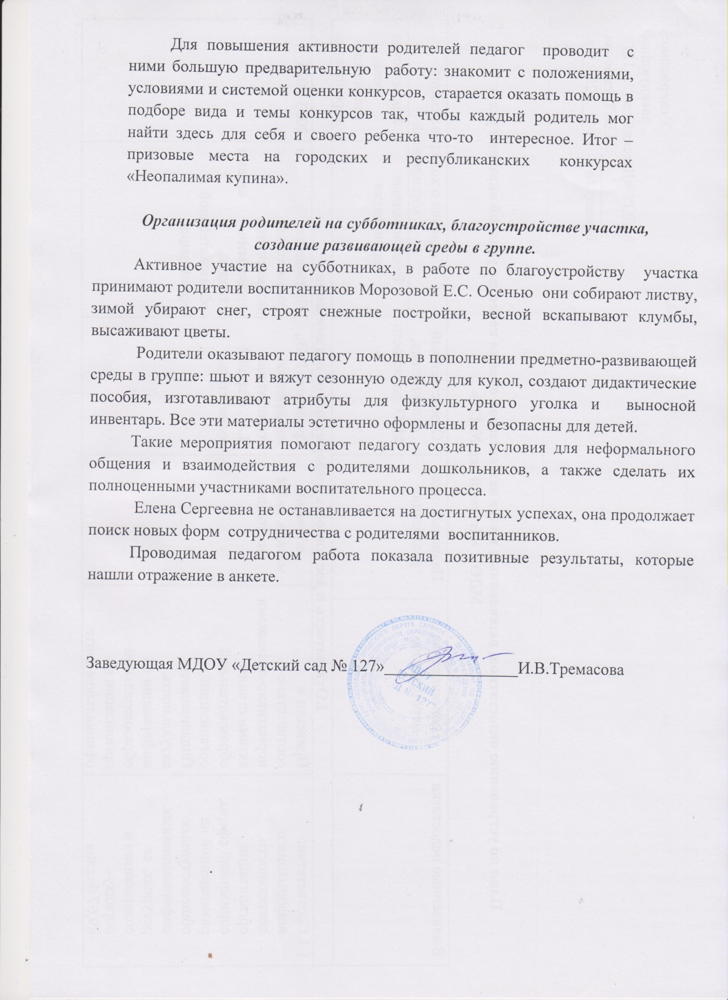 Для повышения активности родителей педагог проводит с
ними большую предварительную работу: знакомит с положениями,
условиями и системой оценки конкурсов, старается оказать помощь в
подборе вида и темы конкурсов так, чтобы каждый родитель мог
найти здесь для себя и своего ребенка что-то интересное. Итог –
призовые места на городских и республиканских конкурсах
«Неопалимая купина».
Организация родителей на субботниках, благоустройстве участка,
создание развивающей среды в группе.
Активное участие на субботниках, в работе по благоустройству участка
принимают родители воспитанников Морозовой Е.С. Осенью они собирают листву,
зимой убирают снег, строят снежные постройки, весной вскапывают клумбы,
высаживают цветы.
Родители оказывают педагогу помощь в пополнении предметно-развивающей
среды в группе: шьют и вяжут сезонную одежду для кукол, создают дидактические
пособия, изготавливают атрибуты для физкультурного уголка и выносной
инвентарь. Все эти материалы эстетично оформлены и безопасны для детей.
Такие мероприятия помогают педагогу создать условия для неформального
общения и взаимодействия с родителями дошкольников, а также сделать их
полноценными участниками воспитательного процесса.
Елена Сергеевна не останавливается на достигнутых успехах, она продолжает
поиск новых форм сотрудничества с родителями воспитанников.
Проводимая педагогом работа показала позитивные результаты, которые
нашли отражение в анкете.
Заведующая МДОУ «Детский сад № 127»________________И.В.Тремасова